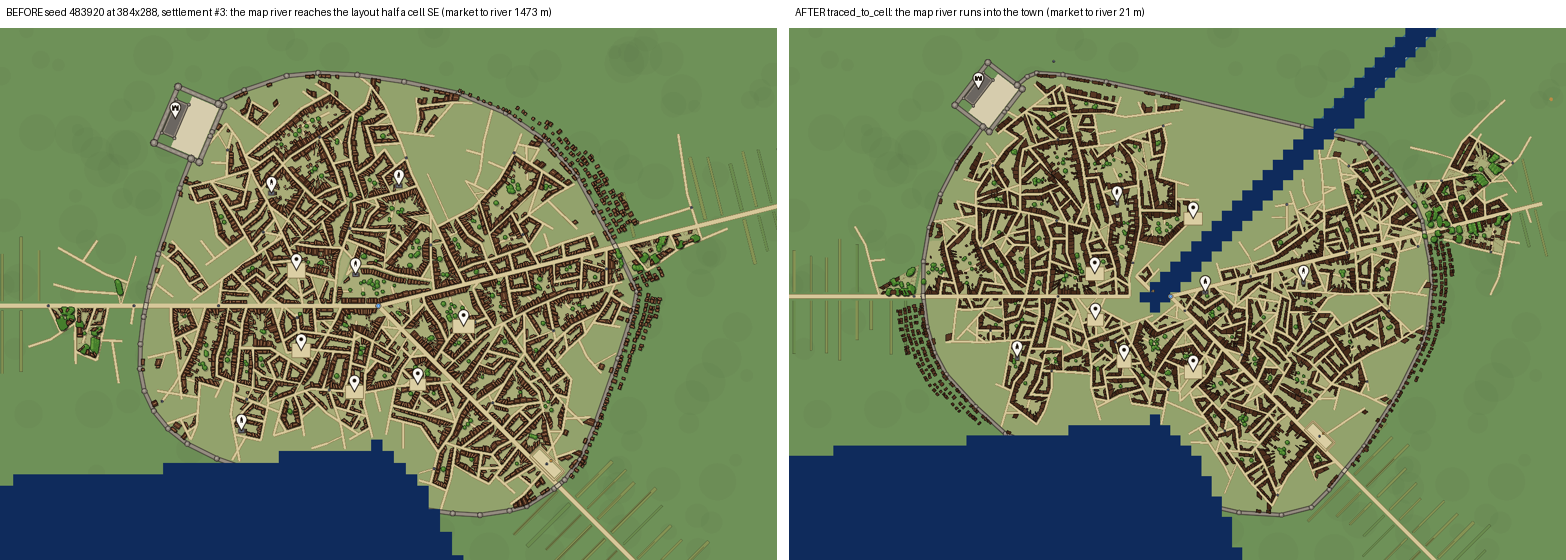 BEFORE seed 483920 at 384x288, settlement #3: the map river reaches the layout half a cell SE (market to river 1473 m)
AFTER traced_to_cell: the map river runs into the town (market to river 21 m)